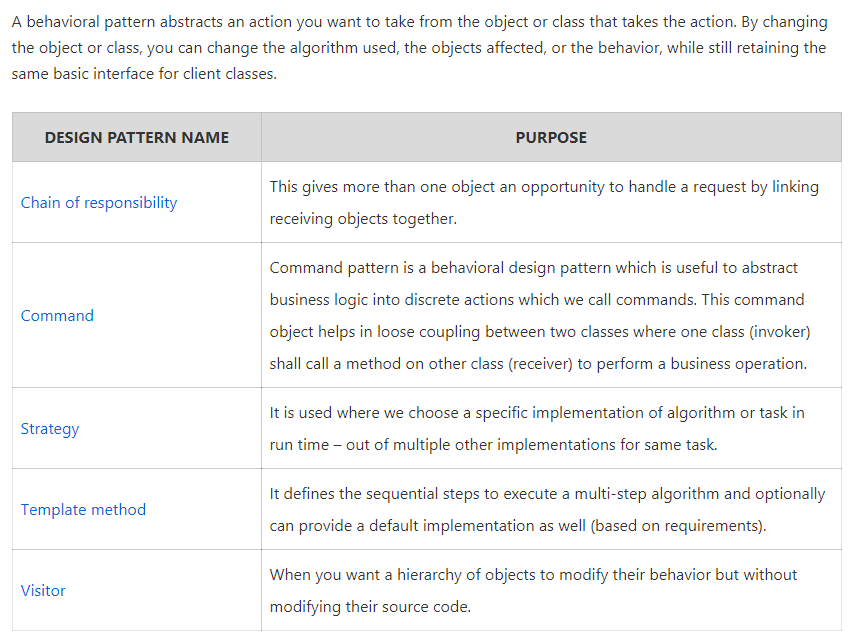 A behavioral pattern abstracts an action you want to take from the object or class that takes the action. By changing
the object or class, you can change the algorithm used, the objects affected, or the behavior, while still retaining the
same basic interface for client classes.
DESIGN PATTERN NAME PURPOSE
Chain of responsibility
This gives more than one object an opportunity to handle a request by linking
receiving objects together.
Command
Command pattern is a behavioral design pattern which is useful to abstract
business logic into discrete actions which we call commands. This command
object helps in loose coupling between two classes where one class (invoker)
shall call a method on other class (receiver) to perform a business operation.
Strategy
It is used where we choose a specific implementation of algorithm or task in
run time – out of multiple other implementations for same task.
Template method
It defines the sequential steps to execute a multi-step algorithm and optionally
can provide a default implementation as well (based on requirements).
Visitor
When you want a hierarchy of objects to modify their behavior but without
modifying their source code.